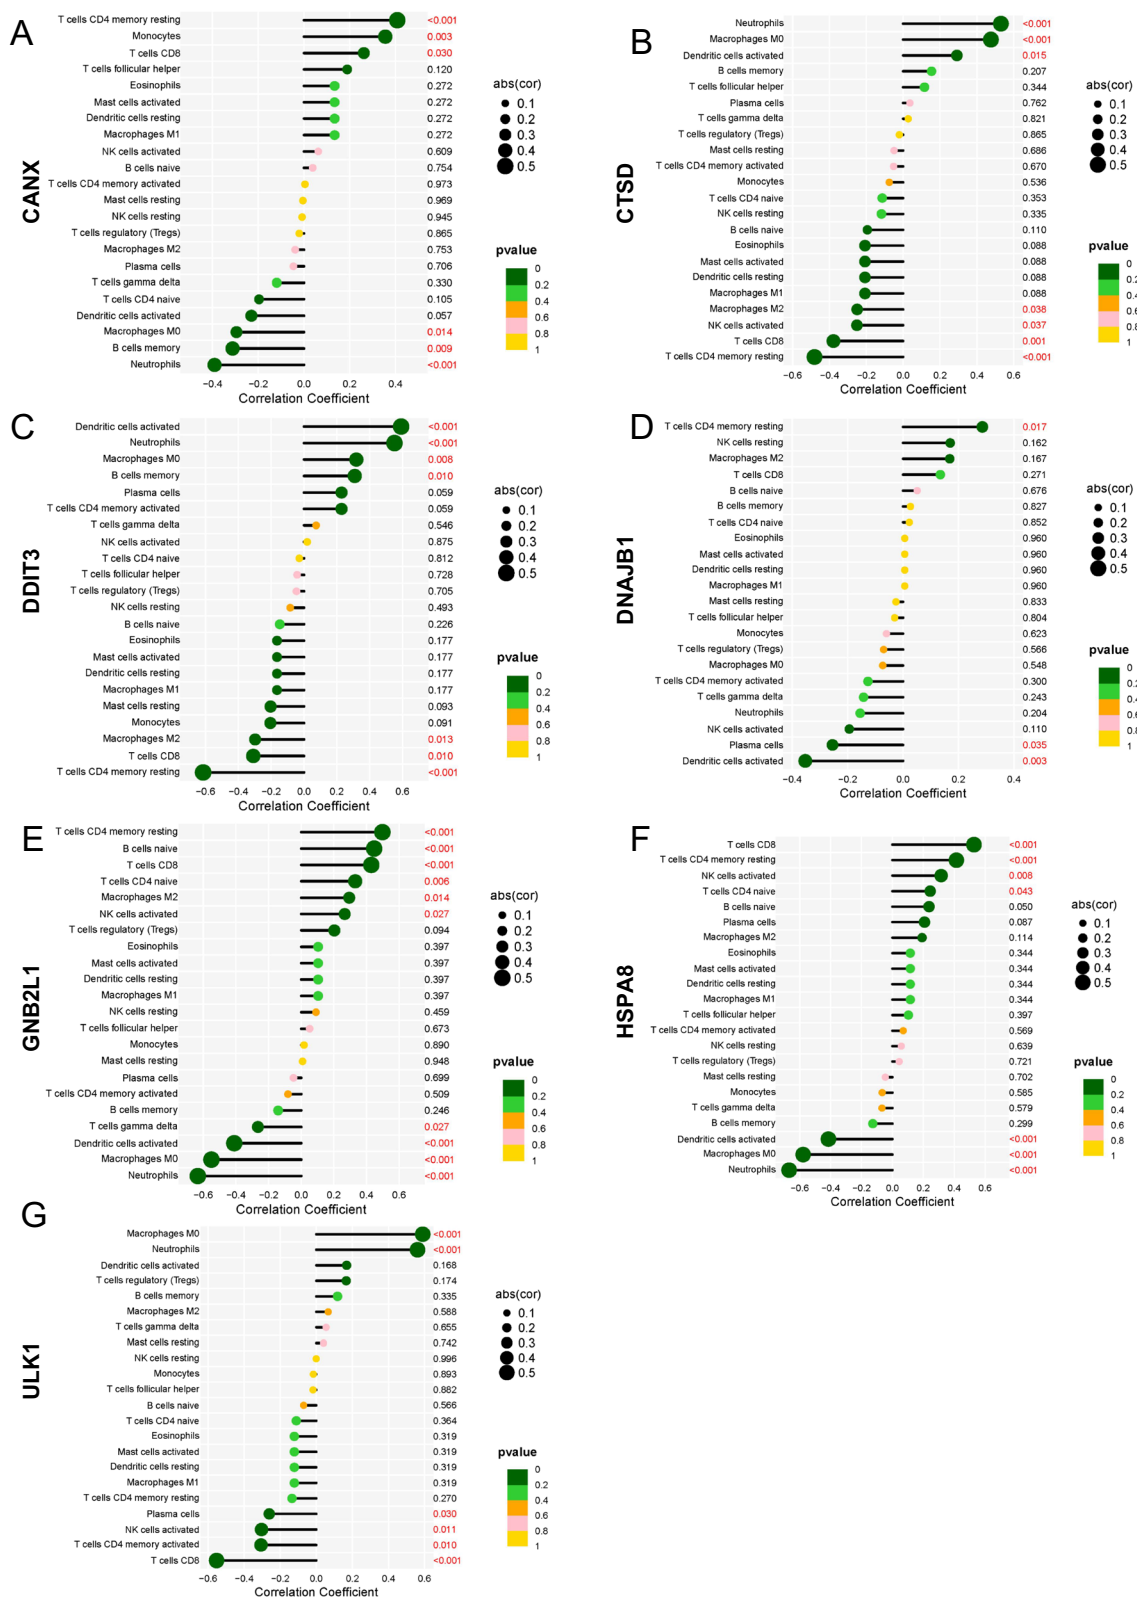 A
CANX
T cells CD4 memory resting <0.001
Monocytes 0.003
T cells CD8 0.030
T cells follicular helper 0.120
Eosinophils 0.272
Mast cells activated 0.272
Dendritic cells resting 0.272
Macrophages M1 0.272
NK cells activated 0.609
B cells naive 0.754
T cells CD4 memory activated 0.973
Mast cells resting 0.969
NK cells resting 0.945
T cells regulatory (Tregs) 0.865
Macrophages M2 0.753
Plasma cells 0.706
T cells gamma delta 0.330
T cells CD4 naive 0.105
Dendritic cells activated 0.057
Macrophages M0 0.014
B cells memory 0.009
Neutrophils <0.001
−0.4 −0.2 0.0 0.2 0.4
Correlation Coefficient
abs(cor)
0.1
0.2
0.3
0.4
0.5
pvalue
0
0.2
0.4
0.6
0.8
1
B
CTSD
Neutrophils <0.001
Macrophages M0 <0.001
Dendritic cells activated 0.015
B cells memory 0.207
T cells follicular helper 0.344
Plasma cells 0.762
T cells gamma delta 0.821
T cells regulatory (Tregs) 0.865
Mast cells resting 0.686
T cells CD4 memory activated 0.670
Monocytes 0.536
T cells CD4 naive 0.353
NK cells resting 0.335
B cells naive 0.110
Eosinophils 0.088
Mast cells activated 0.088
Dendritic cells resting 0.088
Macrophages M1 0.088
Macrophages M2 0.038
NK cells activated 0.037
T cells CD8 0.001
T cells CD4 memory resting <0.001
−0.6 −0.4 −0.2 0.0 0.2 0.4 0.6
Correlation Coefficient
abs(cor)
0.1
0.2
0.3
0.4
0.5
pvalue
0
0.2
0.4
0.6
0.8
1
C
DDIT3
Dendritic cells activated <0.001
Neutrophils <0.001
Macrophages M0 0.008
B cells memory 0.010
Plasma cells 0.059
T cells CD4 memory activated 0.059
T cells gamma delta 0.546
NK cells activated 0.875
T cells CD4 naive 0.812
T cells follicular helper 0.728
T cells regulatory (Tregs) 0.705
NK cells resting 0.493
B cells naive 0.226
Eosinophils 0.177
Mast cells activated 0.177
Dendritic cells resting 0.177
Macrophages M1 0.177
Mast cells resting 0.093
Monocytes 0.091
Macrophages M2 0.013
T cells CD8 0.010
T cells CD4 memory resting <0.001
−0.6 −0.4 −0.2 0.0 0.2 0.4 0.6
Correlation Coefficient
abs(cor)
0.1
0.2
0.3
0.4
0.5
pvalue
0
0.2
0.4
0.6
0.8
1
D
DNAJB1
T cells CD4 memory resting 0.017
NK cells resting 0.162
Macrophages M2 0.167
T cells CD8 0.271
B cells naive 0.676
B cells memory 0.827
T cells CD4 naive 0.852
Eosinophils 0.960
Mast cells activated 0.960
Dendritic cells resting 0.960
Macrophages M1 0.960
Mast cells resting 0.833
T cells follicular helper 0.804
Monocytes 0.623
T cells regulatory (Tregs) 0.566
Macrophages M0 0.548
T cells CD4 memory activated 0.300
T cells gamma delta 0.243
Neutrophils 0.204
NK cells activated 0.110
Plasma cells 0.035
Dendritic cells activated 0.003
−0.4 −0.2 0.0 0.2 0.4
Correlation Coefficient
abs(cor)
0.1
0.2
0.3
0.4
0.5
pvalue
0
0.2
0.4
0.6
0.8
1
E
GNB2L1
T cells CD4 memory resting <0.001
B cells naive <0.001
T cells CD8 <0.001
T cells CD4 naive 0.006
Macrophages M2 0.014
NK cells activated 0.027
T cells regulatory (Tregs) 0.094
Eosinophils 0.397
Mast cells activated 0.397
Dendritic cells resting 0.397
Macrophages M1 0.397
NK cells resting 0.459
T cells follicular helper 0.673
Monocytes 0.890
Mast cells resting 0.948
Plasma cells 0.699
T cells CD4 memory activated 0.509
B cells memory 0.246
T cells gamma delta 0.027
Dendritic cells activated <0.001
Macrophages M0 <0.001
Neutrophils <0.001
−0.6 −0.4 −0.2 0.0 0.2 0.4 0.6
Correlation Coefficient
abs(cor)
0.1
0.2
0.3
0.4
0.5
pvalue
0
0.2
0.4
0.6
0.8
1
F
HSPA8
T cells CD8 <0.001
T cells CD4 memory resting <0.001
NK cells activated 0.008
T cells CD4 naive 0.043
B cells naive 0.050
Plasma cells 0.087
Macrophages M2 0.114
Eosinophils 0.344
Mast cells activated 0.344
Dendritic cells resting 0.344
Macrophages M1 0.344
T cells follicular helper 0.397
T cells CD4 memory activated 0.569
NK cells resting 0.639
T cells regulatory (Tregs) 0.721
Mast cells resting 0.702
Monocytes 0.585
T cells gamma delta 0.579
B cells memory 0.299
Dendritic cells activated <0.001
Macrophages M0 <0.001
Neutrophils <0.001
−0.6 −0.4 −0.2 0.0 0.2 0.4 0.6
Correlation Coefficient
abs(cor)
0.1
0.2
0.3
0.4
0.5
pvalue
0
0.2
0.4
0.6
0.8
1
G
ULK1
Macrophages M0 <0.001
Neutrophils <0.001
Dendritic cells activated 0.168
T cells regulatory (Tregs) 0.174
B cells memory 0.335
Macrophages M2 0.588
T cells gamma delta 0.655
Mast cells resting 0.742
NK cells resting 0.996
Monocytes 0.893
T cells follicular helper 0.882
B cells naive 0.566
T cells CD4 naive 0.364
Eosinophils 0.319
Mast cells activated 0.319
Dendritic cells resting 0.319
Macrophages M1 0.319
T cells CD4 memory resting 0.270
Plasma cells 0.030
NK cells activated 0.011
T cells CD4 memory activated 0.010
T cells CD8 <0.001
−0.6 −0.4 −0.2 0.0 0.2 0.4 0.6
Correlation Coefficient
abs(cor)
0.1
0.2
0.3
0.4
0.5
pvalue
0
0.2
0.4
0.6
0.8
1